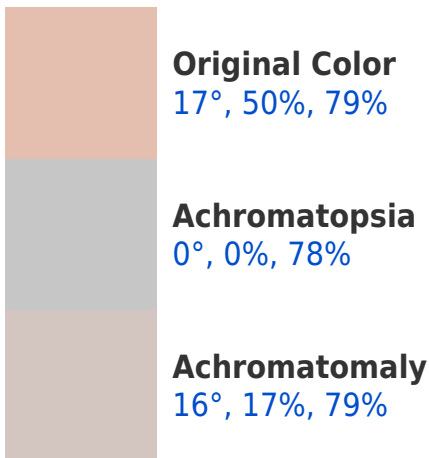 Original Color
17°, 50%, 79%
Achromatopsia
0°, 0%, 78%
Achromatomaly
16°, 17%, 79%